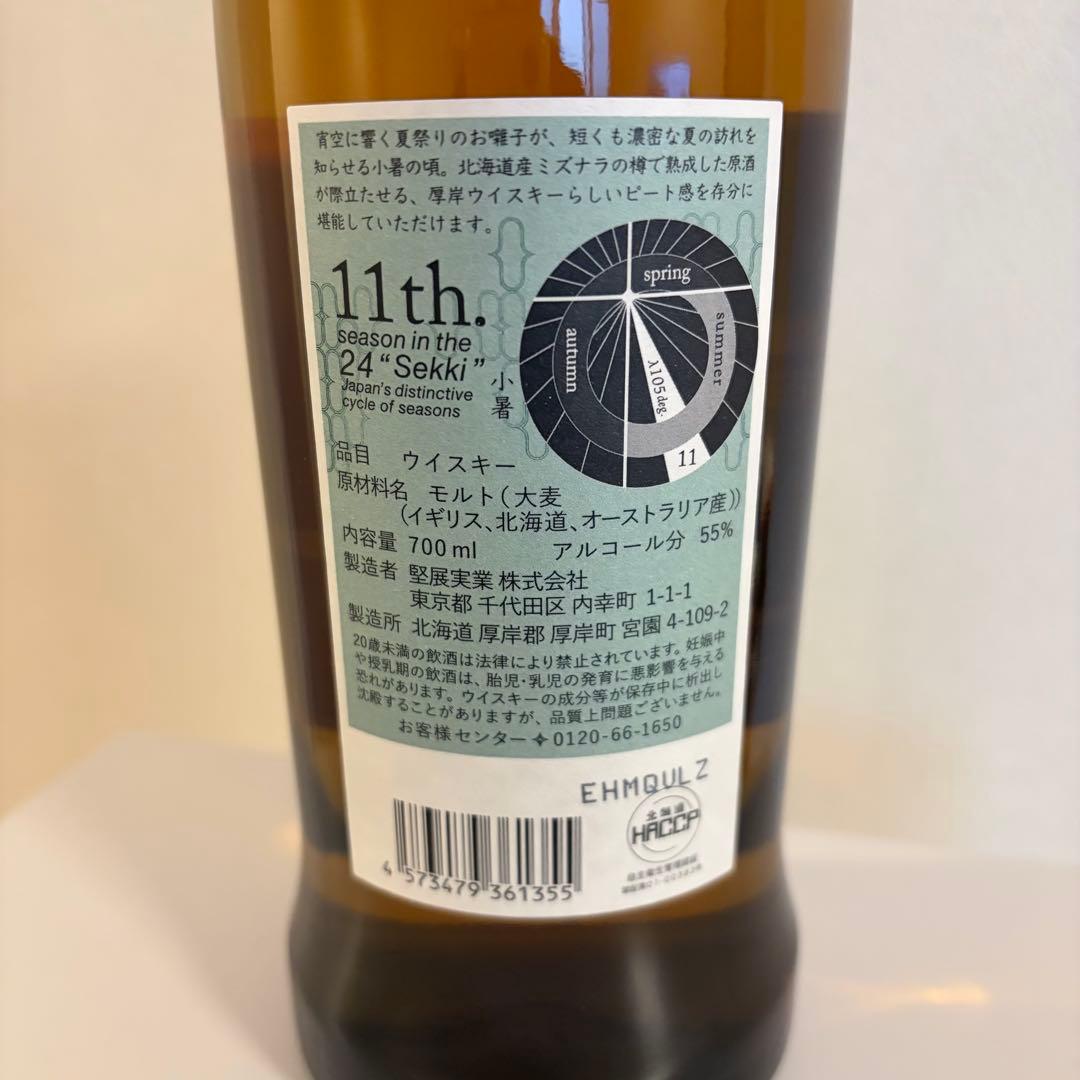 宵空に響く夏祭りのお囃子が、短くも濃密な夏の訪れを
知らせる小暑の頃。北海道産ミズナラの樽で熟成した原酒
が際立たせる、厚岸ウイスキーらしいピート感を存分に
堪能していただけます。
11th.
season in the
24 "Sekki"
Japan's distinctive
cycle of seasons
小暑
spring
summer
autumn
λ105 deg.
11
品目 ウイスキー
原材料名 モルト(大麦
(イギリス、北海道、オーストラリア産))
内容量 700 ml アルコール分 55%
製造者 堅展実業 株式会社
東京都 千代田区 内幸町 1-1-1
製造所 北海道 厚岸郡 厚岸町 宮園 4-109-2
20歳未満の飲酒は法律により禁止されています。妊娠中
や授乳期の飲酒は、胎児・乳児の発育に悪影響を与える
恐れがあります。ウイスキーの成分等が保存中に析出し
沈殿することがありますが、品質上問題ございません。
お客様センター✦0120-66-1650
EHMQULZ
北海道
HACCP
自主衛生管理認証
4 573479 361355